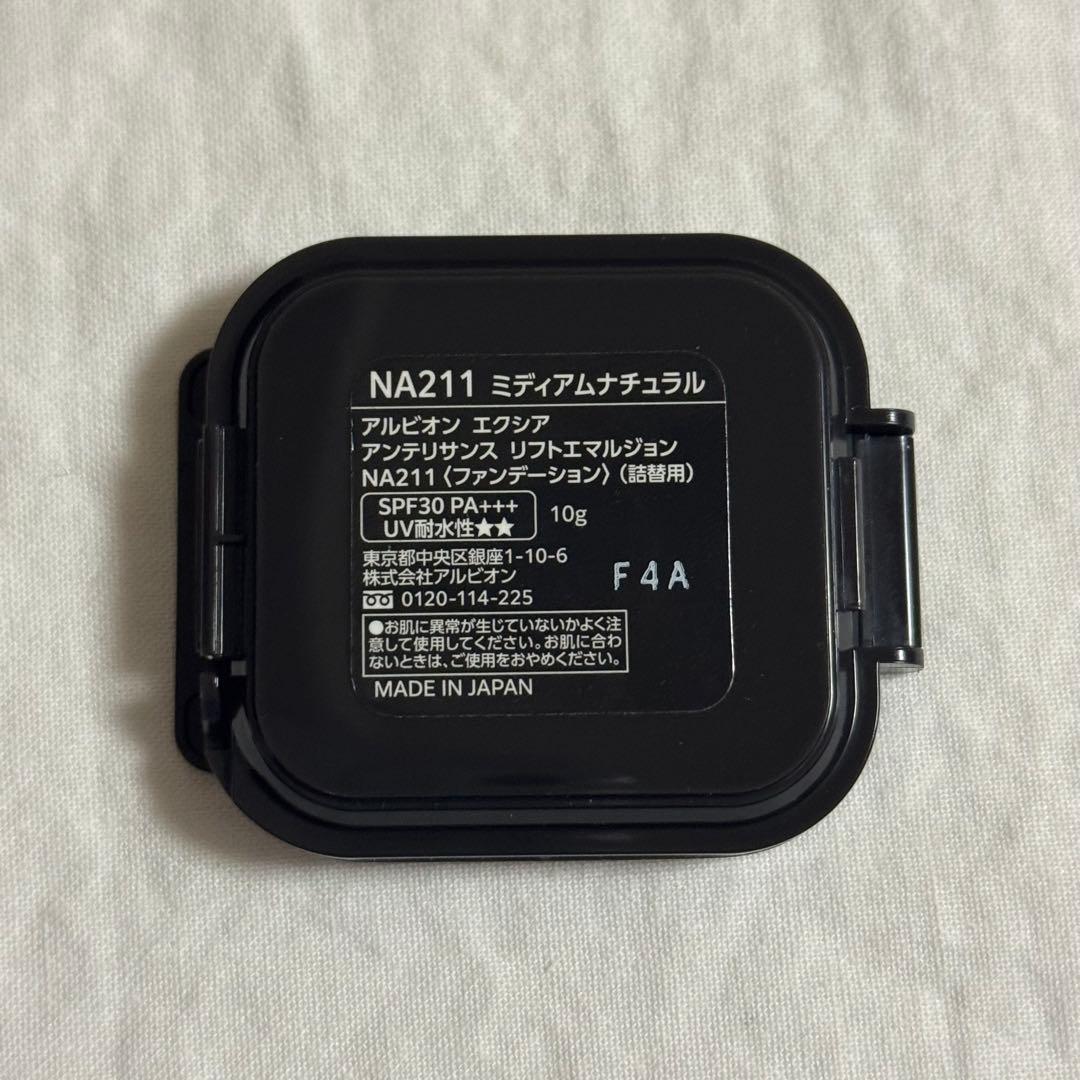 NA211 ミディアムナチュラル
アルビオン エクシア
アンテリサンス リフトエマルジョン
NA211〈ファンデーション〉(詰替用)
SPF30 PA+++
UV耐水性★★
10g
東京都中央区銀座1-10-6
株式会社アルビオン
0120-114-225
F4A
●お肌に異常が生じていないかよく注
意して使用してください。お肌に合わ
ないときは、ご使用をおやめください。
MADE IN JAPAN